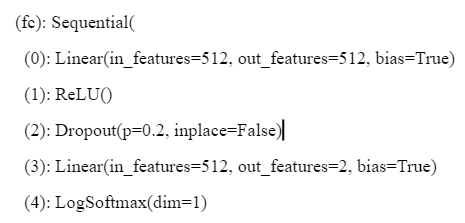 (fc): Sequential(
(0): Linear(in_features=512, out_features=512, bias=True)
(1): ReLU()
(2): Dropout(p=0.2, inplace=False)
(3): Linear(in_features=512, out_features=2, bias=True)
(4): LogSoftmax(dim=1)